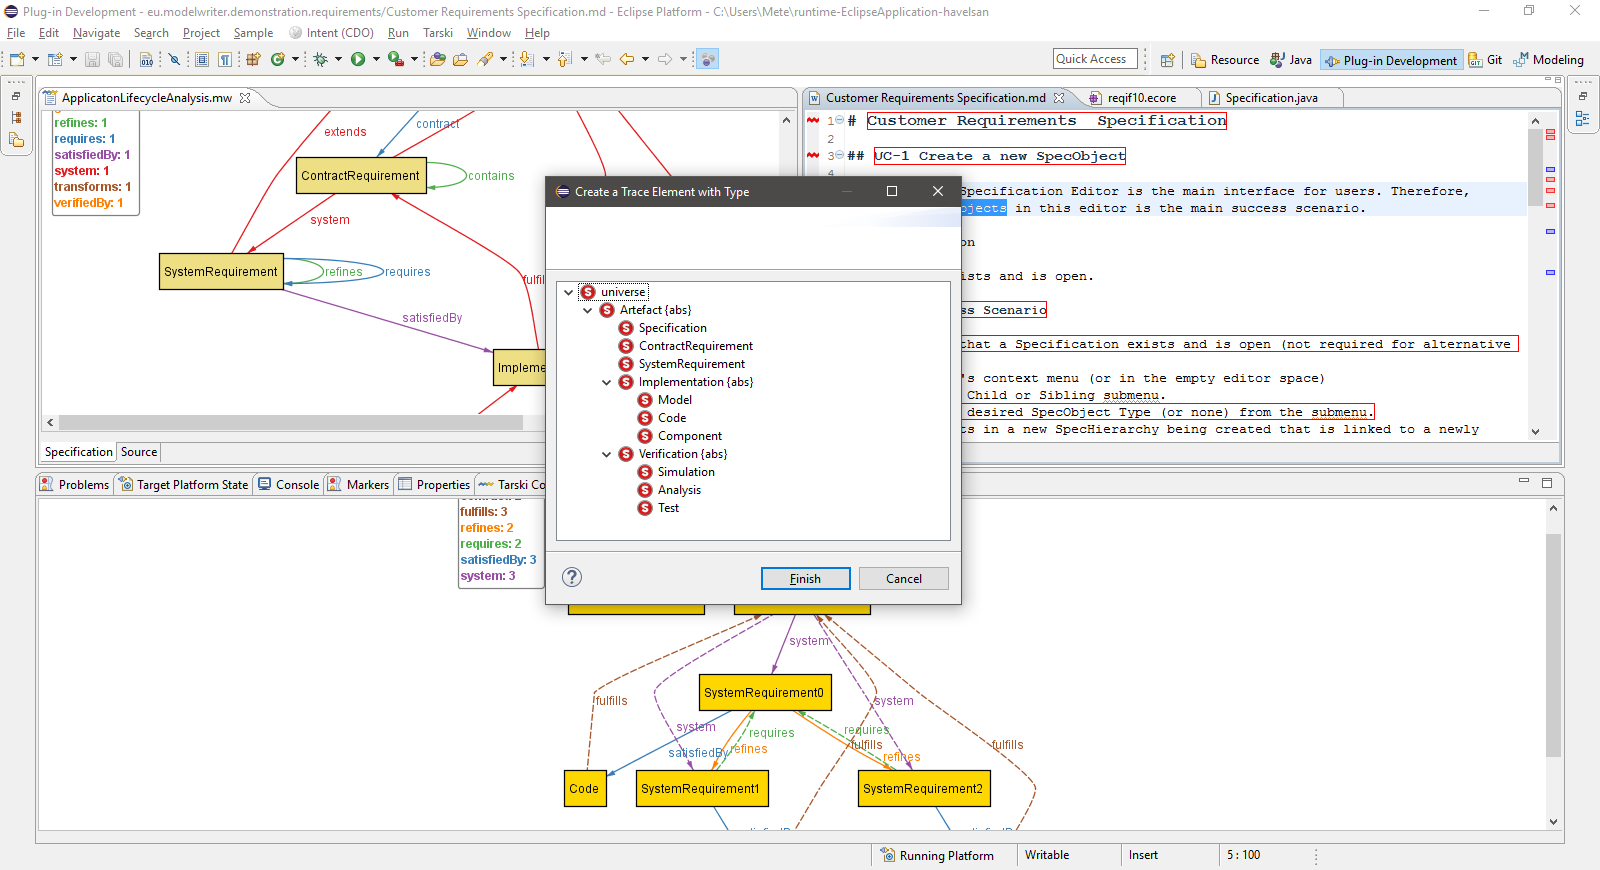 Plug-in Development - eu.modelwriter.demonstration.requirements/Customer Requirements Specification.md - Eclipse Platform - C:\Users\Mete\runtime-EclipseApplication-havelsan
File Edit Navigate Search Project Sample Intent (CDO) Run Tarski Window Help
Quick Access
Resource Java Plug-in Development Git Modeling
ApplicatonLifecycleAnalysis.mw
refines: 1
requires: 1
satisfiedBy: 1
system: 1
transforms: 1
verifiedBy: 1
extends
contract
ContractRequirement
contains
system
SystemRequirement
refines
requires
satisfiedBy
Specification Source
Customer Requirements Specification.md reqif10.ecore Specification.java
1 # Customer Requirements  Specification
2
3 ## UC-1 Create a new SpecObject
4
Specification Editor is the main interface for users. Therefore,
in this editor is the main success scenario.
and is open.
Scenario
that a Specification exists and is open (not required for alternative
's context menu (or in the empty editor space)
Child or Sibling submenu.
desired SpecObject Type (or none) from the submenu.
in a new SpecHierarchy being created that is linked to a newly
Create a Trace Element with Type
universe
Artefact {abs}
Specification
ContractRequirement
SystemRequirement
Implementation {abs}
Model
Code
Component
Verification {abs}
Simulation
Analysis
Test
? Finish Cancel
Problems Target Platform State Console Markers Properties Tarski
fulfills: 3
refines: 2
requires: 2
satisfiedBy: 3
system: 3
system
SystemRequirement0
fulfills
system
system
requires
requires
satisfiedBy
refines
fulfills
refines
fulfills
Code
SystemRequirement1
SystemRequirement2
Running Platform Writable Insert 5 : 100